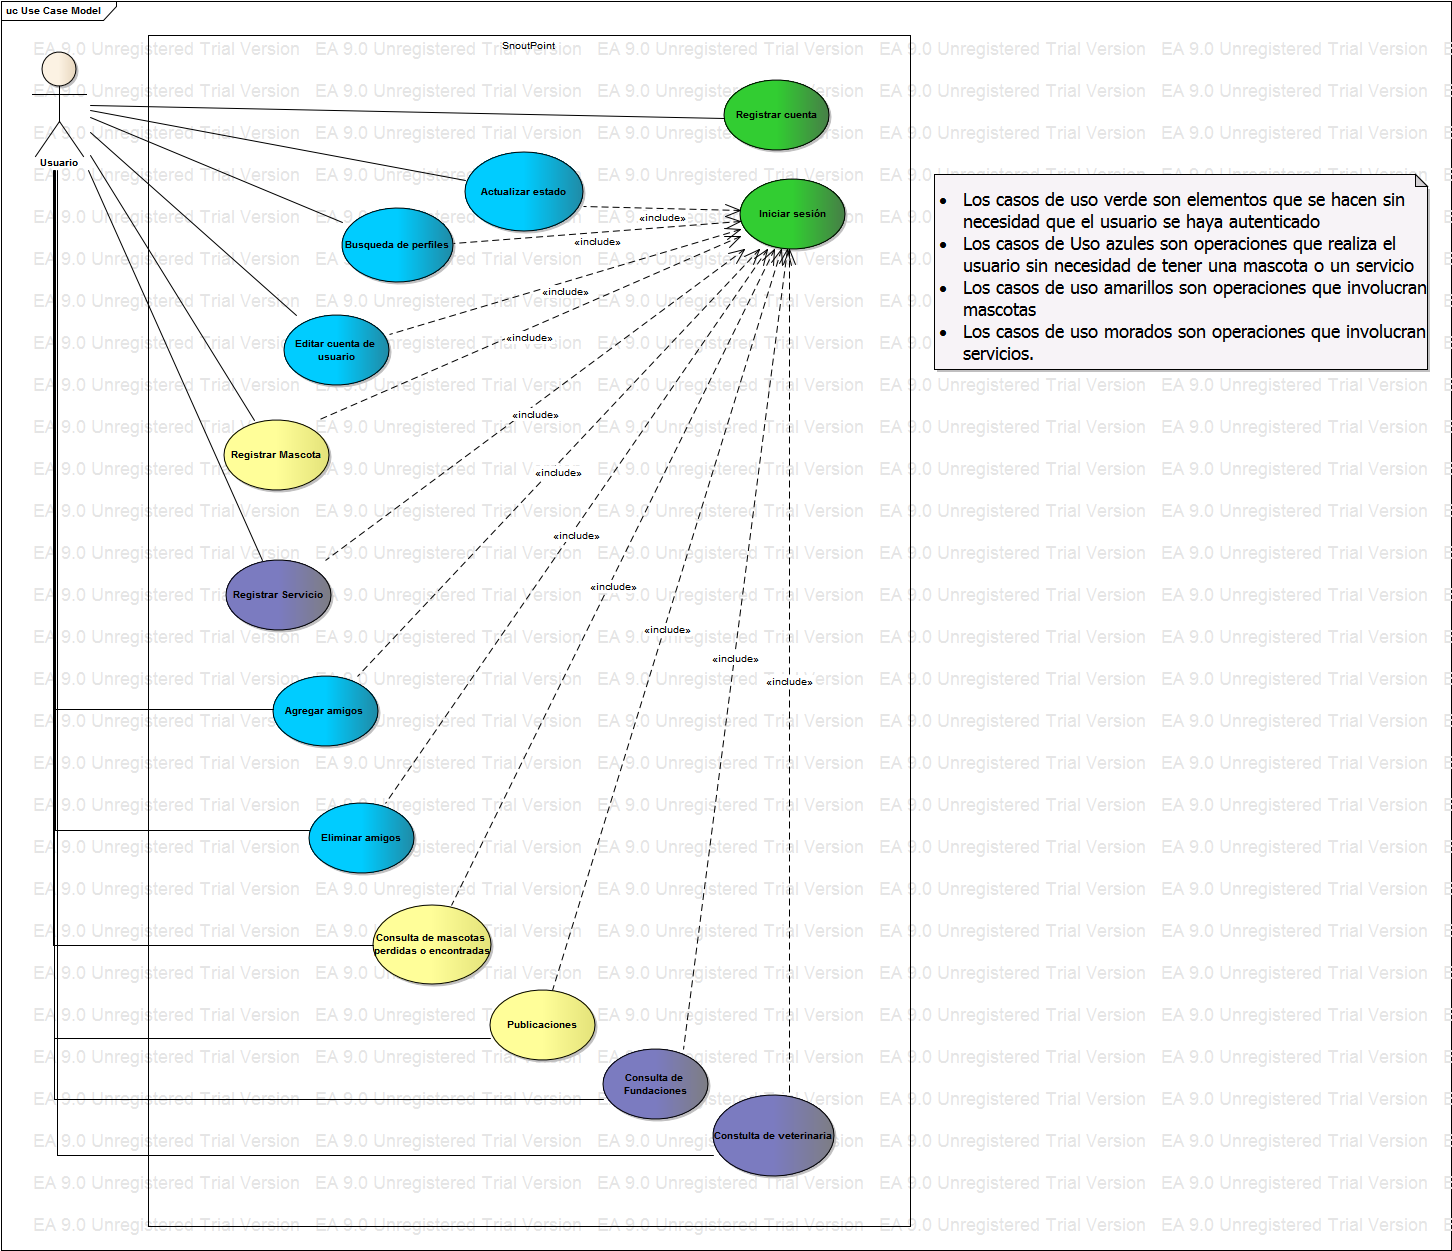 uc Use Case Model
SnoutPoint
Usuario
Registrar cuenta
Actualizar estado
Iniciar sesión
«include»
Busqueda de perfiles
«include»
«include»
Editar cuenta de
usuario
«include»
Registrar Mascota
«include»
«include»
Registrar Servicio
«include»
«include»
«include»
«include»
«include»
Agregar amigos
Eliminar amigos
Consulta de mascotas
perdidas o encontradas
Publicaciones
Consulta de
Fundaciones
Constulta de veterinaria
• Los casos de uso verde son elementos que se hacen sin
necesidad que el usuario se haya autenticado
• Los casos de Uso azules son operaciones que realiza el
usuario sin necesidad de tener una mascota o un servicio
• Los casos de uso amarillos son operaciones que involucran
mascotas
• Los casos de uso morados son operaciones que involucran
servicios.
EA 9.0 Unregistered Trial Version